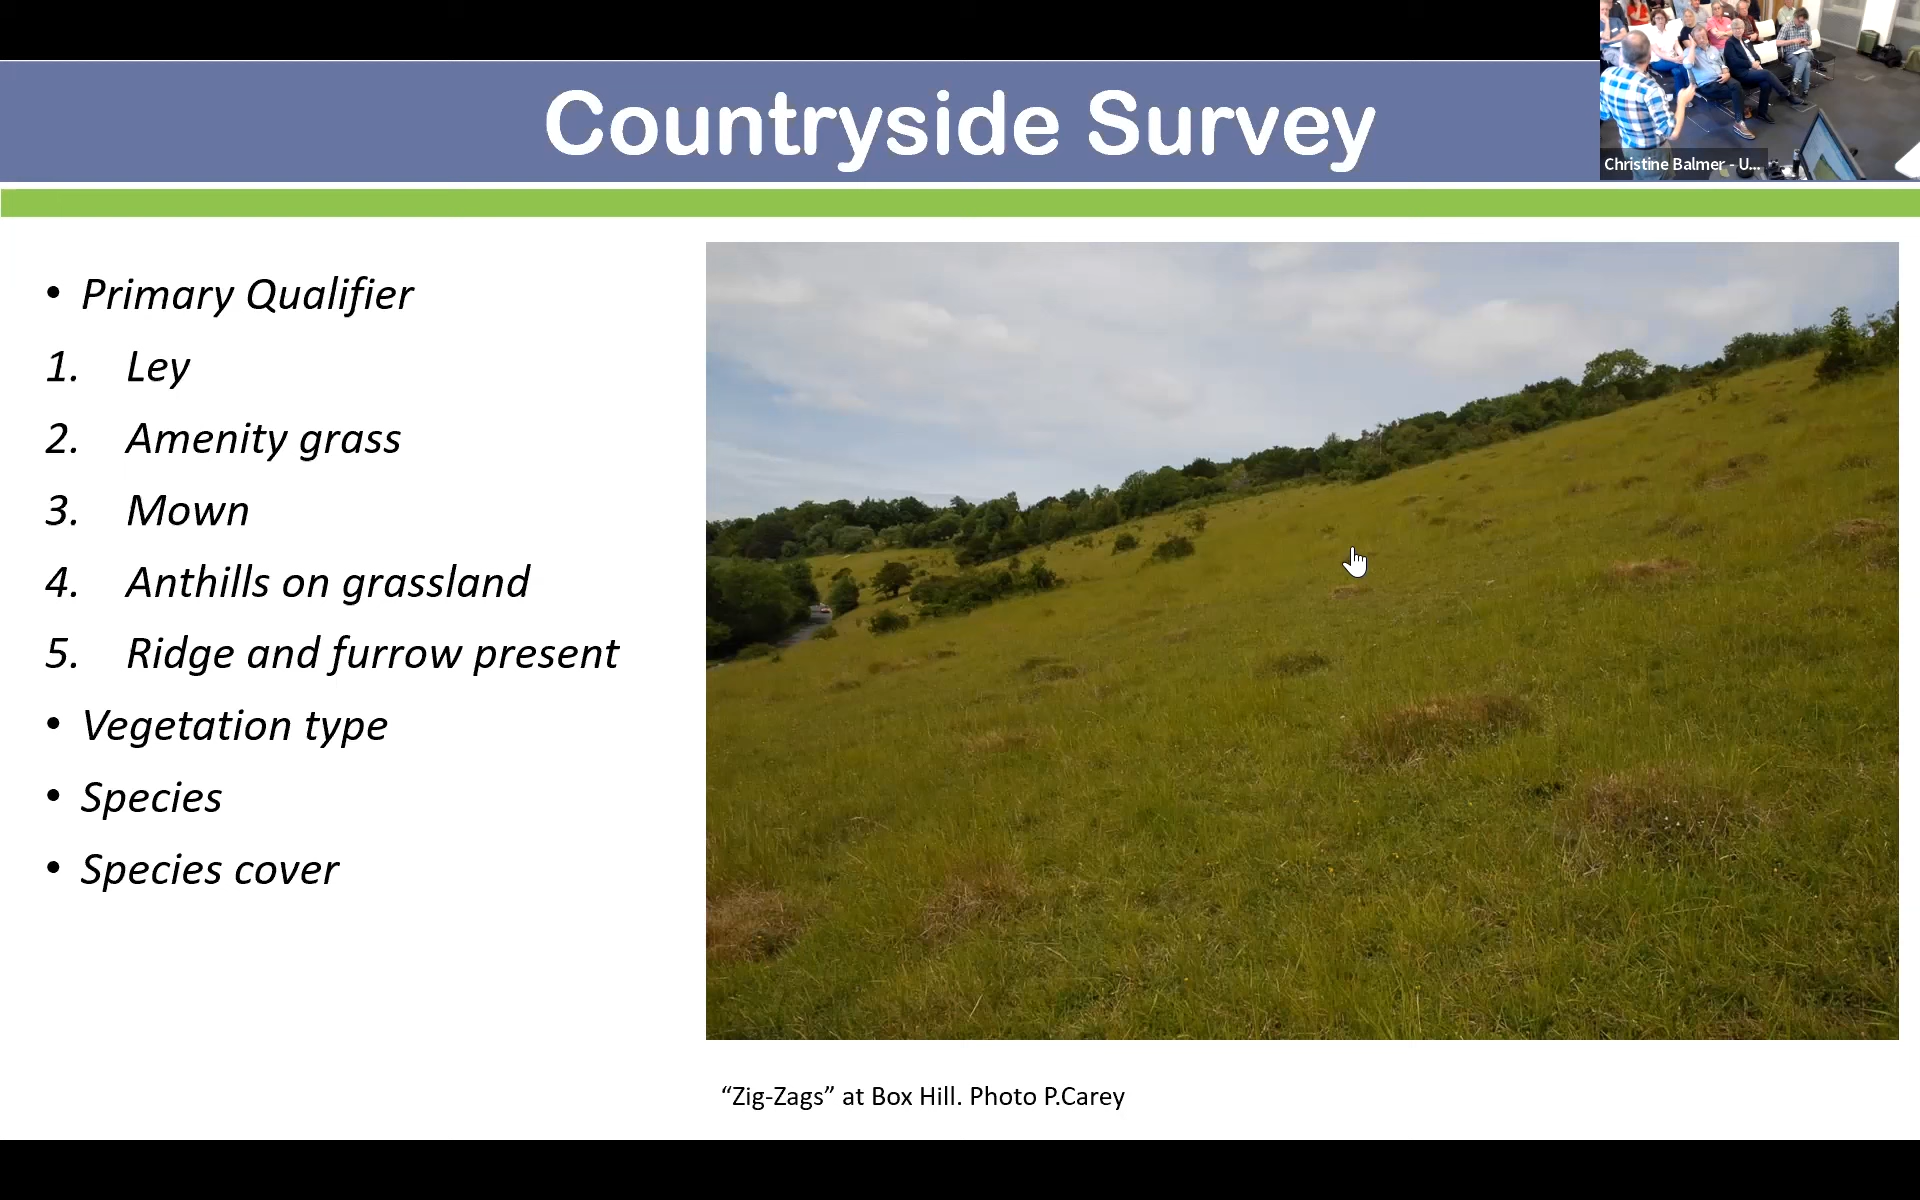 Countryside Survey
Christine Balmer - U...
• Primary Qualifier
1. Ley
2. Amenity grass
3. Mown
4. Anthills on grassland
5. Ridge and furrow present
• Vegetation type
• Species
• Species cover
“Zig-Zags” at Box Hill. Photo P.Carey